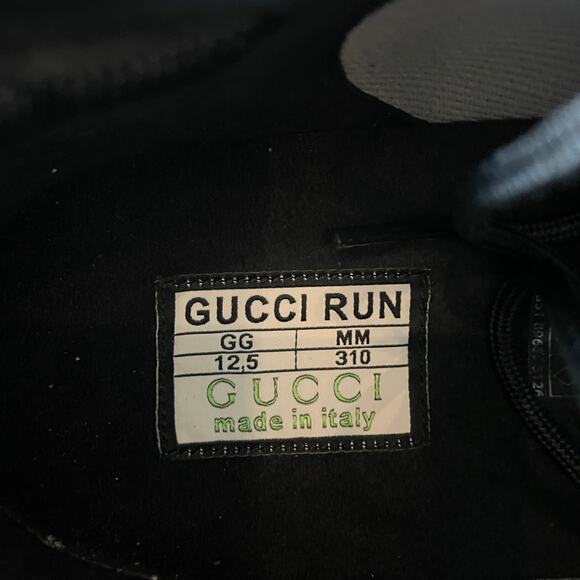 GUCCI RUN
GG MM
12,5 310
GUCCI
made in italy